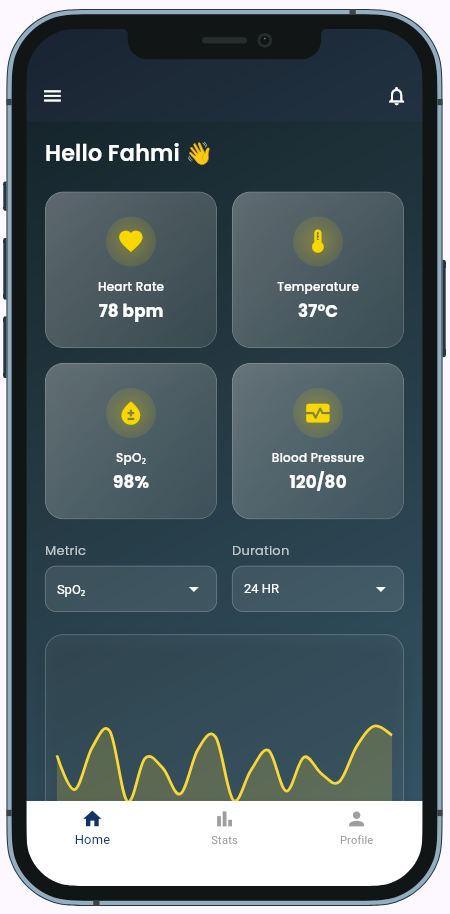 Hello Fahmi 👋
Heart Rate
78 bpm
Temperature
37°C
SpO₂
98%
Blood Pressure
120/80
Metric
Duration
SpO₂
24 HR
Home
Stats
Profile